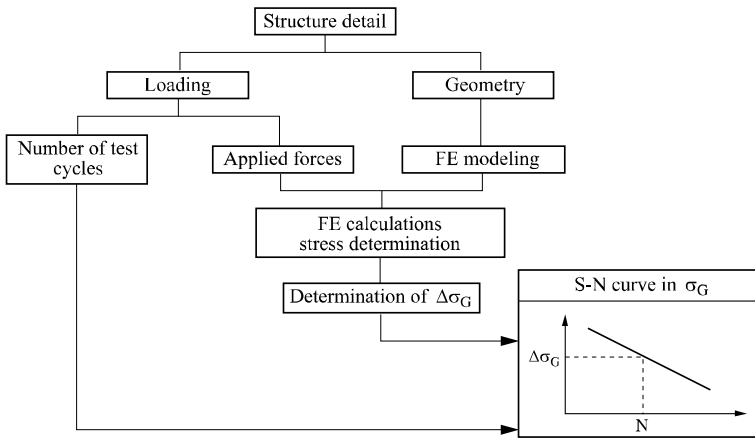 Structure detail
Loading
Geometry
Number of test
cycles
Applied forces
FE modeling
FE calculations
stress determination
Determination of ΔσG
S-N curve in σG
ΔσG
N